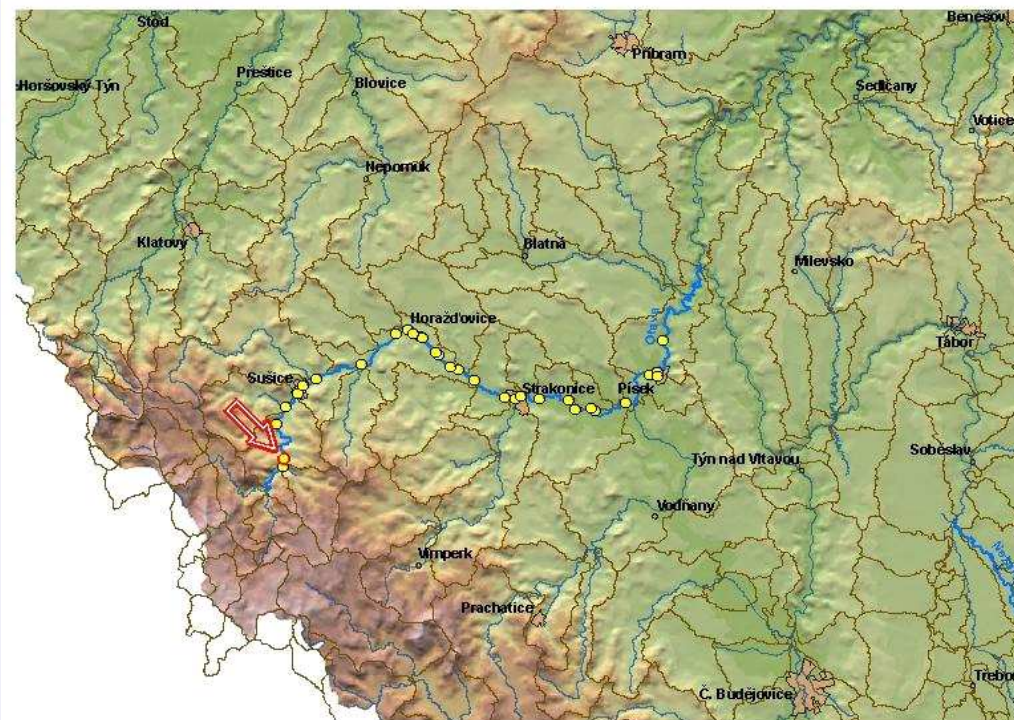 Stod
Benešov
Příbram
Přeštice
Horšovský Týn
Blovice
Sedlčany
Votice
Nepomuk
Klatovy
Blatná
Milevsko
Horažďovice
Otava
Tábor
Sušice
Strakonice
Písek
Soběslav
Týn nad Vltavou
Vodňany
Vimperk
Prachatice
Č. Budějovice